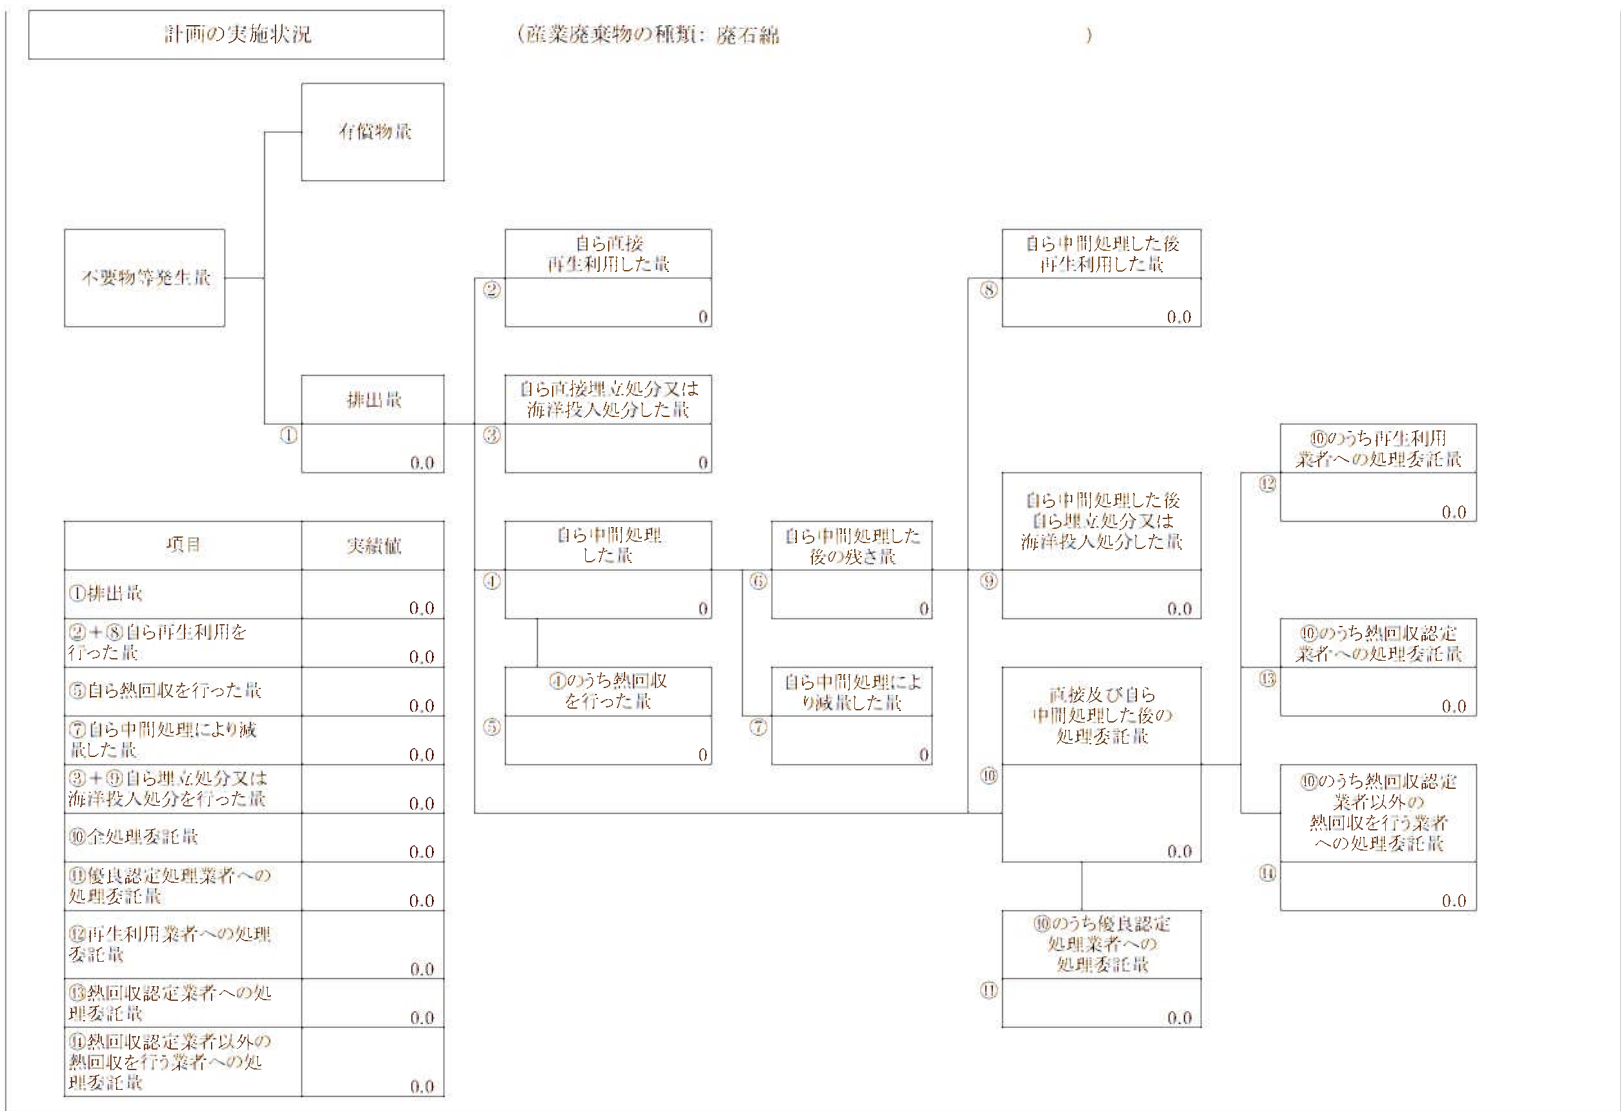 計画の実施状況
(産業廃棄物の種類：廃石綿 )
有償物量
不要物等発生量
排出量
①
0.0
自ら直接
再生利用した量
②
0
自ら直接埋立処分又は
海洋投入処分した量
③
0
自ら中間処理
した量
④
0
④のうち熱回収
を行った量
⑤
0
自ら中間処理した
後の残さ量
⑥
0
自ら中間処理によ
り減量した量
⑦
0
自ら中間処理した後
再生利用した量
⑧
0.0
自ら中間処理した後
自ら埋立処分又は
海洋投入処分した量
⑨
0.0
直接及び自ら
中間処理した後の
処理委託量
⑩
0.0
⑩のうち優良認定
処理業者への
処理委託量
⑪
0.0
⑩のうち再生利用
業者への処理委託量
⑫
0.0
⑩のうち熱回収認定
業者への処理委託量
⑬
0.0
⑩のうち熱回収認定
業者以外の
熱回収を行う業者
への処理委託量
⑭
0.0
項目 実績値
①排出量
0.0
②＋⑧自ら再生利用を
行った量
0.0
⑤自ら熱回収を行った量
0.0
⑦自ら中間処理により減
量した量
0.0
③＋⑨自ら埋立処分又は
海洋投入処分を行った量
0.0
⑩全処理委託量
0.0
⑪優良認定処理業者への
処理委託量
0.0
⑫再生利用業者への処理
委託量
0.0
⑬熱回収認定業者への処
理委託量
0.0
⑭熱回収認定業者以外の
熱回収を行う業者への処
理委託量
0.0